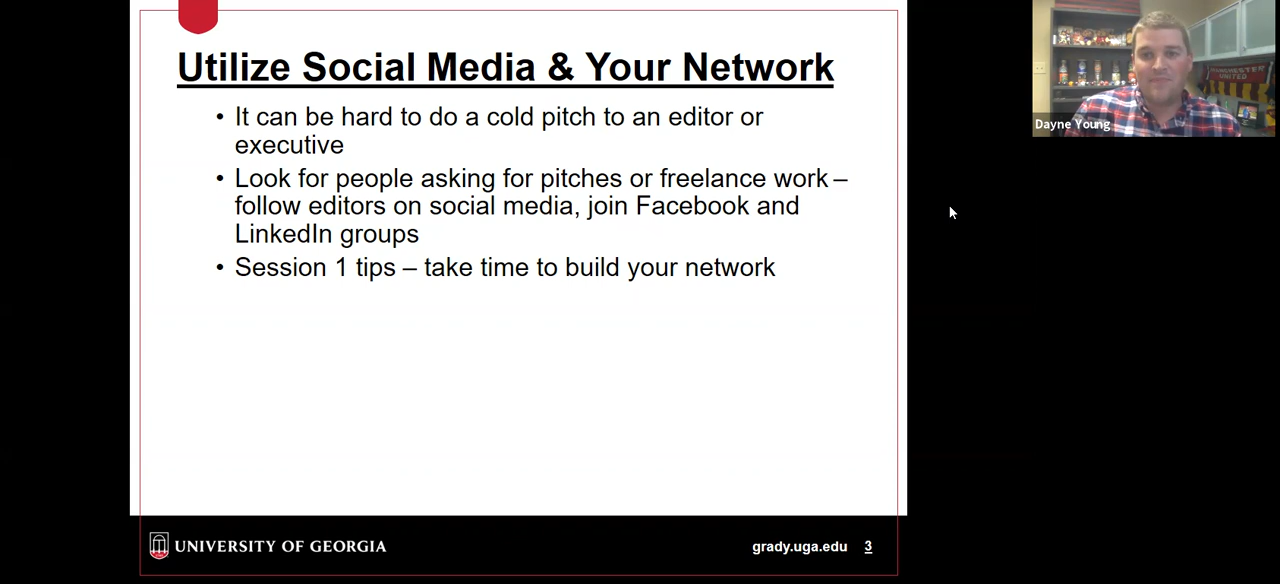 Utilize Social Media & Your Network
• It can be hard to do a cold pitch to an editor or
executive
• Look for people asking for pitches or freelance work –
follow editors on social media, join Facebook and
LinkedIn groups
• Session 1 tips – take time to build your network
UNIVERSITY OF GEORGIA
grady.uga.edu 3
MANCHESTER
UNITED
Dayne Young